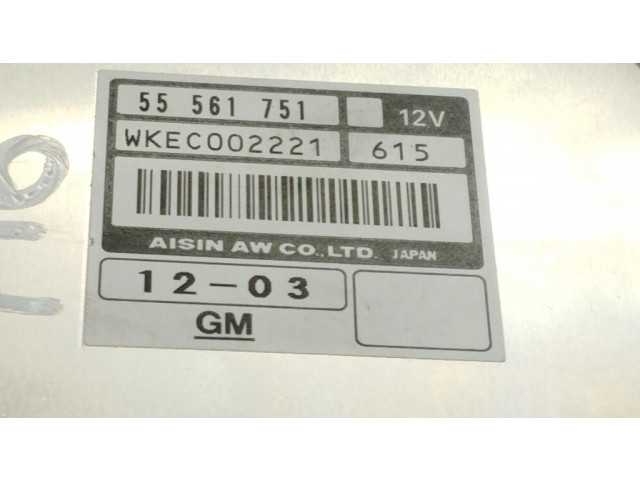 55 561 751 12V
WKEC002221 615
AISIN AW CO.,LTD. JAPAN
12-03
GM